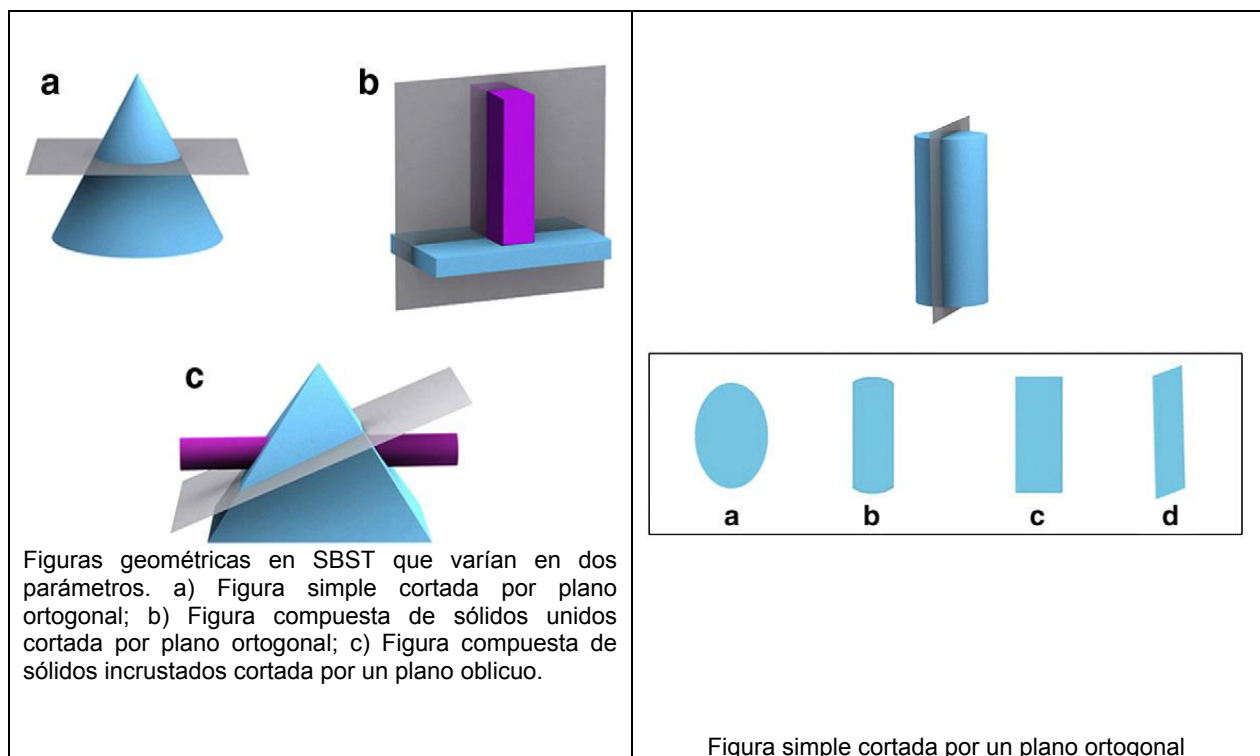 a
b
c
Figuras geométricas en SBST que varían en dos
parámetros. a) Figura simple cortada por plano
ortogonal; b) Figura compuesta de sólidos unidos
cortada por plano ortogonal; c) Figura compuesta de
sólidos incrustados cortada por un plano oblicuo.
a b c d
Figura simple cortada por un plano ortogonal